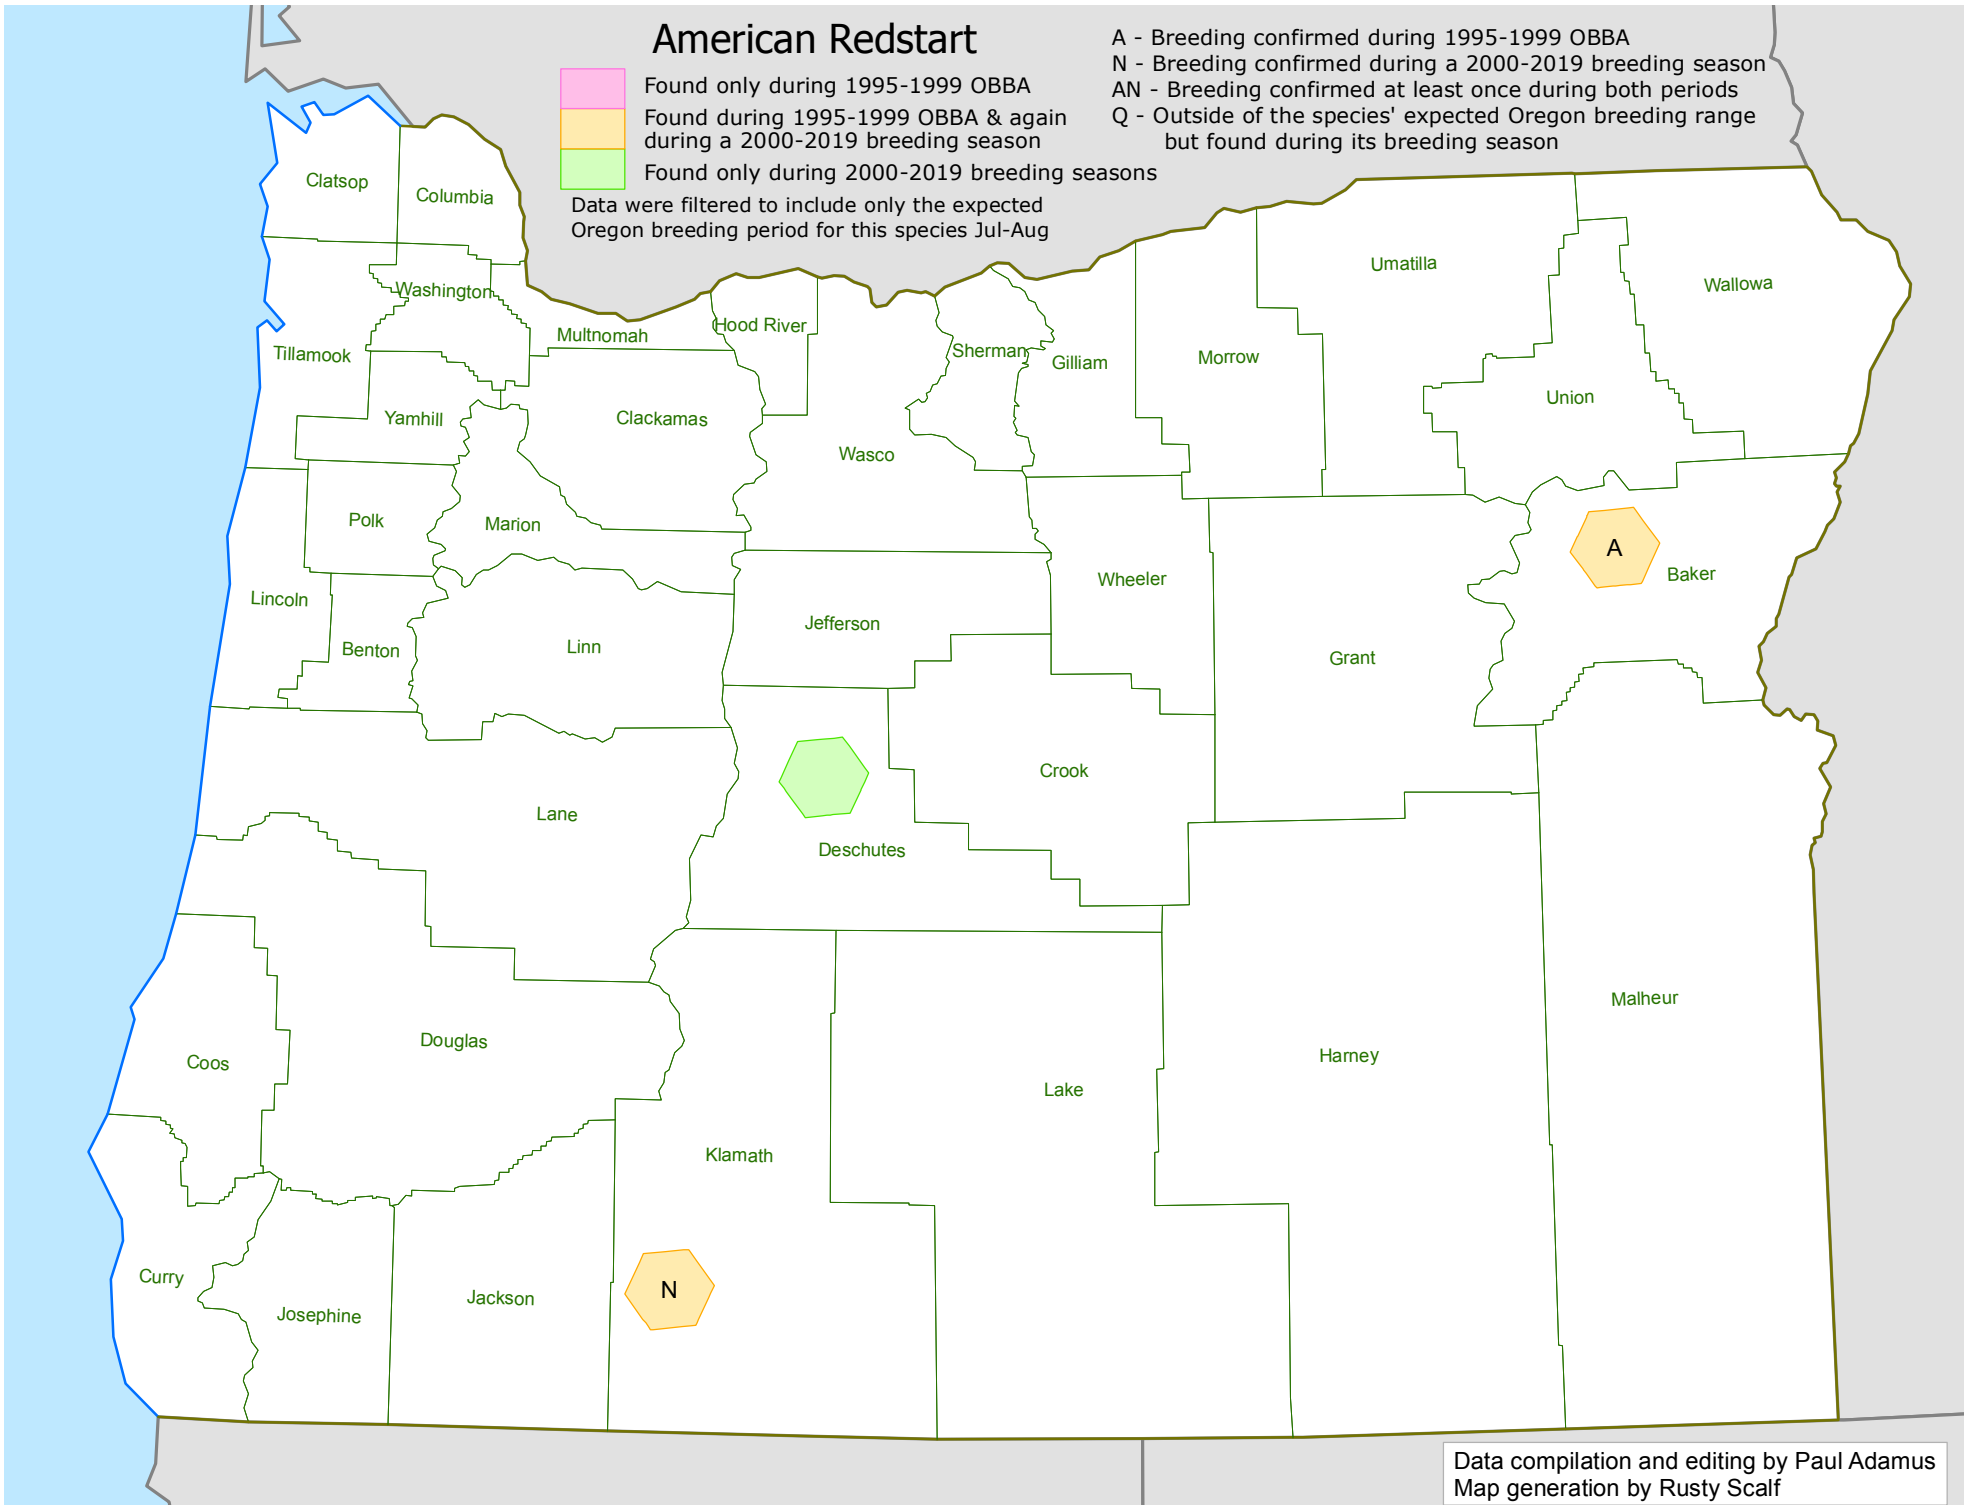 American Redstart
Found only during 1995-1999 OBBA
Found during 1995-1999 OBBA & again
during a 2000-2019 breeding season
Found only during 2000-2019 breeding seasons
Data were filtered to include only the expected
Oregon breeding period for this species Jul-Aug
A - Breeding confirmed during 1995-1999 OBBA
N - Breeding confirmed during a 2000-2019 breeding season
AN - Breeding confirmed at least once during both periods
Q - Outside of the species' expected Oregon breeding range
but found during its breeding season
Clatsop
Columbia
Washington
Tillamook
Multnomah
Hood River
Sherman
Gilliam
Morrow
Umatilla
Wallowa
Union
Yamhill
Clackamas
Wasco
Polk
Marion
Wheeler
A
Baker
Lincoln
Benton
Linn
Jefferson
Grant
Crook
Lane
Deschutes
Malheur
Coos
Douglas
Harney
Lake
Klamath
Curry
Josephine
Jackson
N
Data compilation and editing by Paul Adamus
Map generation by Rusty Scalf